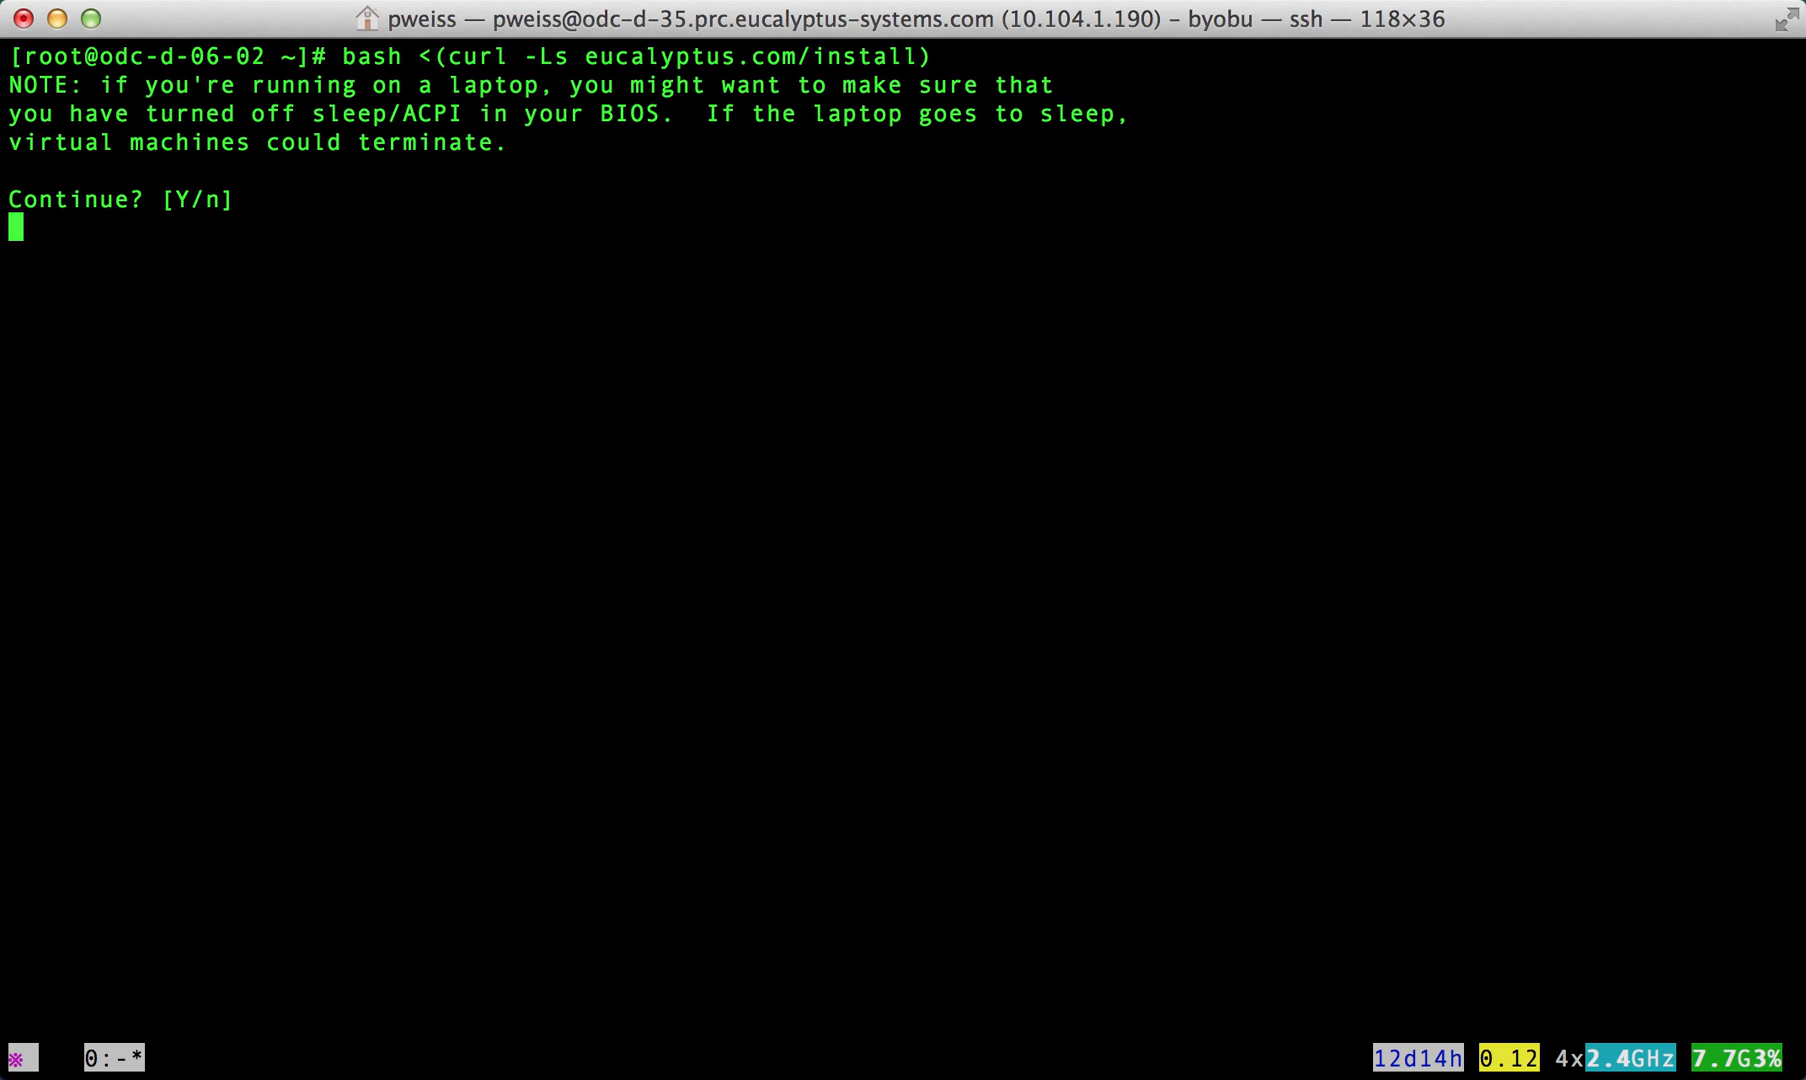 pweiss — pweiss@odc-d-35.prc.eucalyptus-systems.com (10.104.1.190) – byobu — ssh — 118×36
[root@odc-d-06-02 ~]# bash <(curl -Ls eucalyptus.com/install)
NOTE: if you're running on a laptop, you might want to make sure that
you have turned off sleep/ACPI in your BIOS.  If the laptop goes to sleep,
virtual machines could terminate.
Continue? [Y/n]
※ 0:-* 12d14h 0.12 4x2.4GHz 7.7G3%